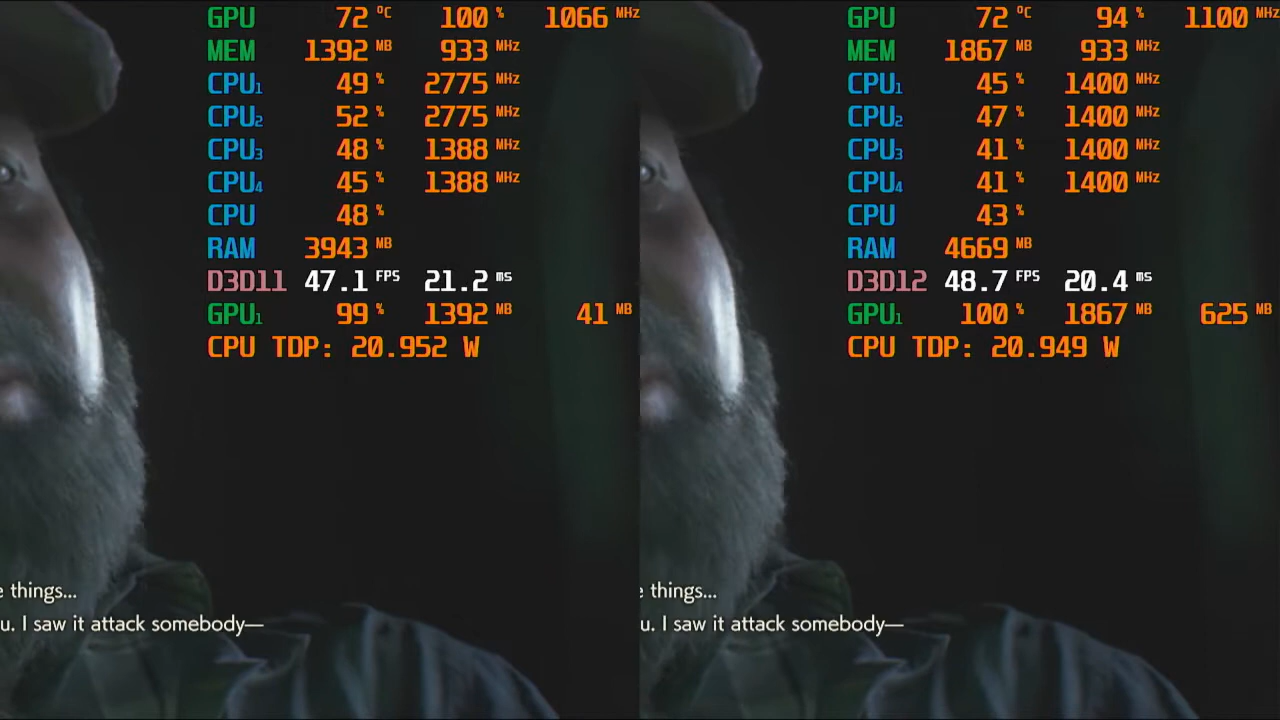 GPU 72 °C 100 % 1066 MHz
MEM 1392 MB 933 MHz
CPU1 49 % 2775 MHz
CPU2 52 % 2775 MHz
CPU3 48 % 1388 MHz
CPU4 45 % 1388 MHz
CPU 48 %
RAM 3943 MB
D3D11 47.1 FPS 21.2 ms
GPU1 99 % 1392 MB 41 MB
CPU TDP: 20.952 W
e things...
u. I saw it attack somebody—
GPU 72 °C 94 % 1100 MHz
MEM 1867 MB 933 MHz
CPU1 45 % 1400 MHz
CPU2 47 % 1400 MHz
CPU3 41 % 1400 MHz
CPU4 41 % 1400 MHz
CPU 43 %
RAM 4669 MB
D3D12 48.7 FPS 20.4 ms
GPU1 100 % 1867 MB 625 MB
CPU TDP: 20.949 W
e things...
u. I saw it attack somebody—